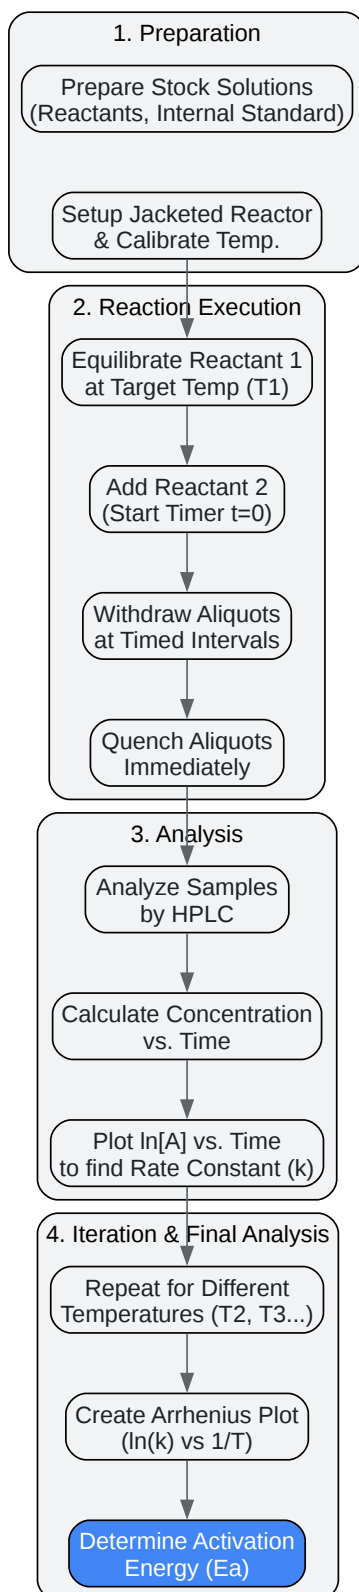 1. Preparation
Prepare Stock Solutions
(Reactants, Internal Standard)
Setup Jacketed Reactor
& Calibrate Temp.
2. Reaction Execution
Equilibrate Reactant 1
at Target Temp (T1)
Add Reactant 2
(Start Timer t=0)
Withdraw Aliquots
at Timed Intervals
Quench Aliquots
Immediately
3. Analysis
Analyze Samples
by HPLC
Calculate Concentration
vs. Time
Plot ln[A] vs. Time
to find Rate Constant (k)
4. Iteration & Final Analysis
Repeat for Different
Temperatures (T2, T3...)
Create Arrhenius Plot
(ln(k) vs 1/T)
Determine Activation
Energy (Ea)